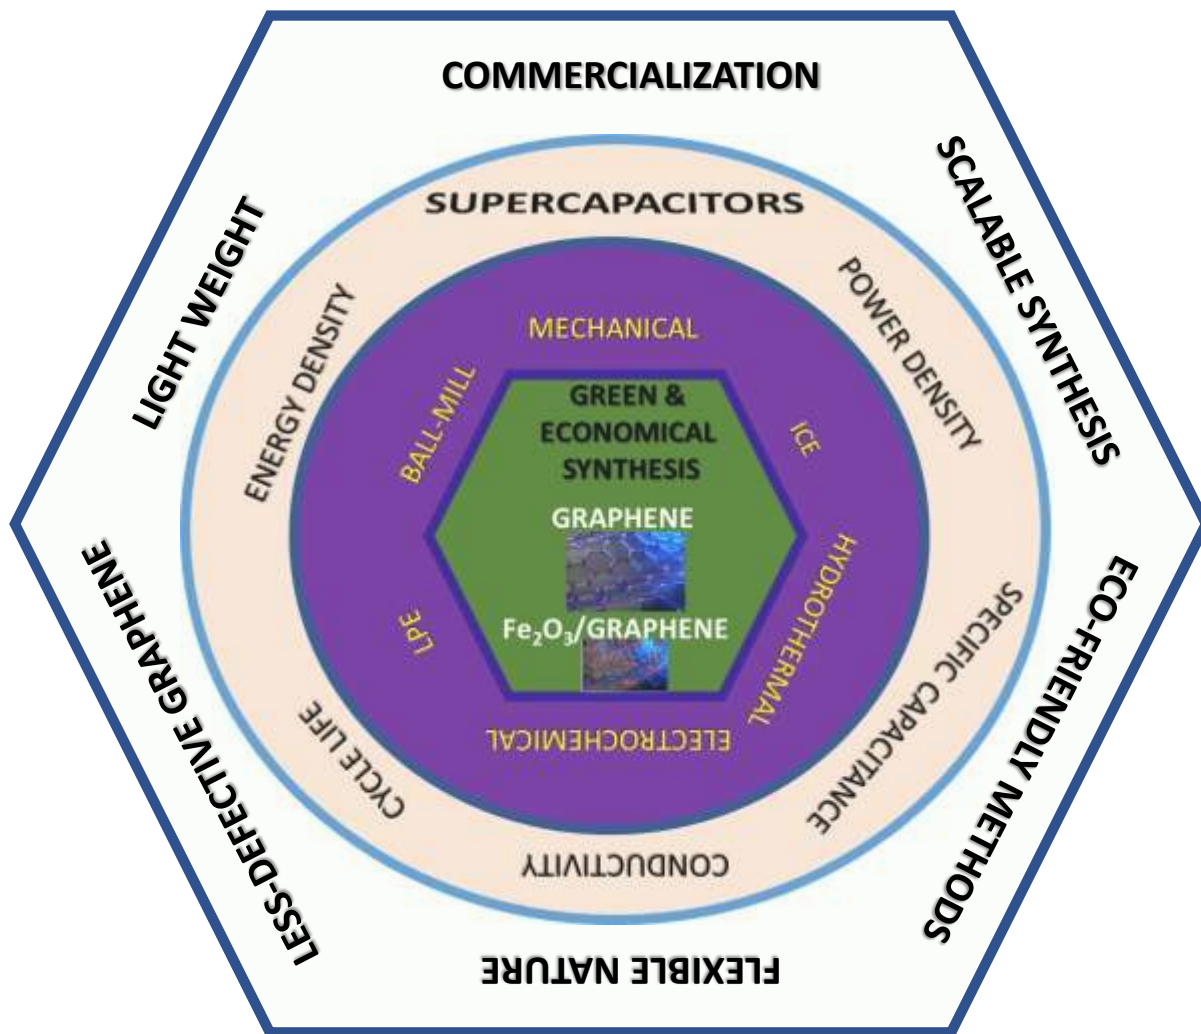 COMMERCIALIZATION
SCALABLE SYNTHESIS
ECO-FRIENDLY METHODS
FLEXIBLE NATURE
LESS-DEFECTIVE GRAPHENE
LIGHT WEIGHT
SUPERCAPACITORS
POWER DENSITY
SPECIFIC CAPACITANCE
CONDUCTIVITY
CYCLE LIFE
ENERGY DENSITY
MECHANICAL
ICE
HYDROTHERMAL
ELECTROCHEMICAL
LPE
BALL-MILL
GREEN &
ECONOMICAL
SYNTHESIS
GRAPHENE
Fe₂O₃/GRAPHENE